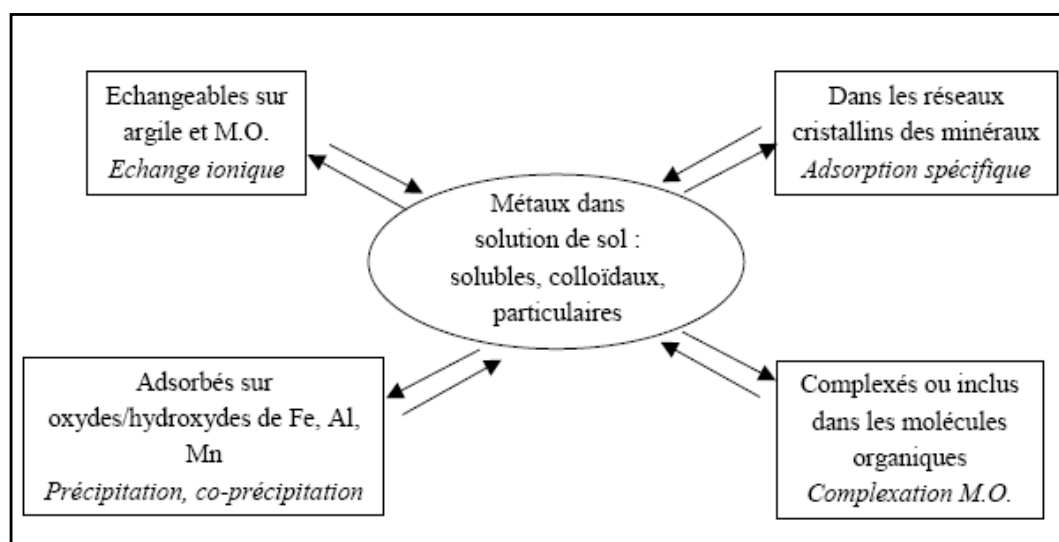 Echangeables sur
argile et M.O.
Echange ionique
Dans les réseaux
cristallins des minéraux
Adsorption spécifique
Métaux dans
solution de sol :
solubles, colloïdaux,
particulaires
Adsorbés sur
oxydes/hydroxydes de Fe, Al,
Mn
Précipitation, co-précipitation
Complexés ou inclus
dans les molécules
organiques
Complexation M.O.